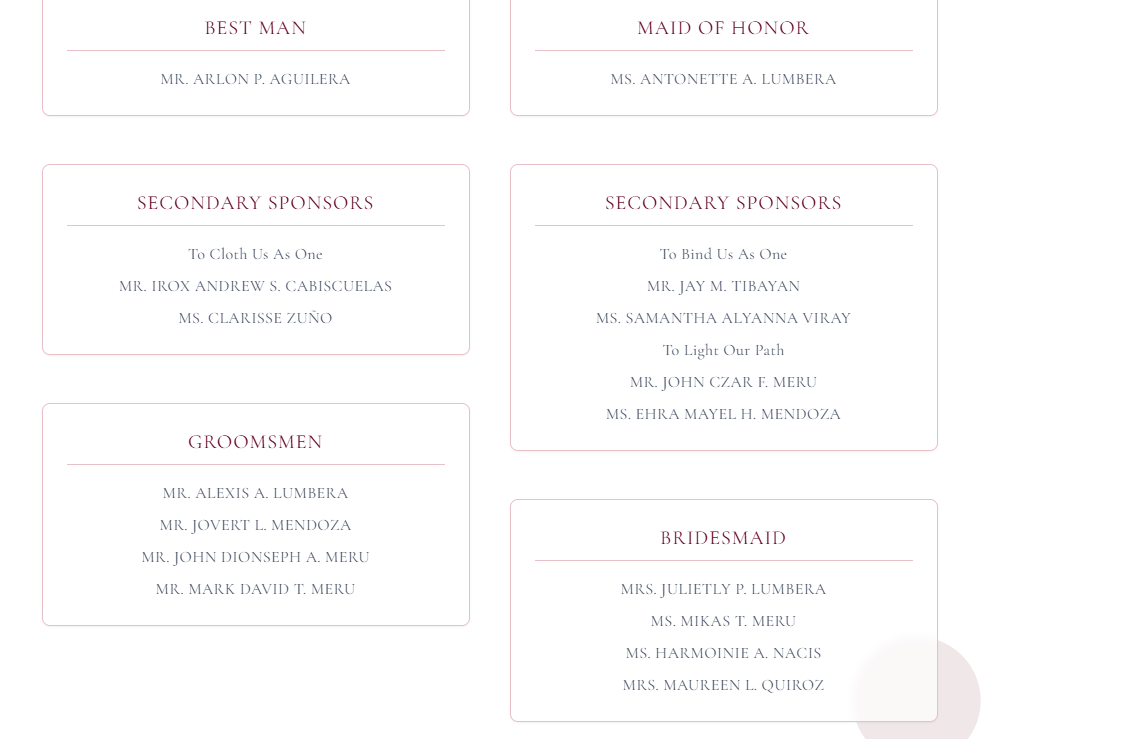 BEST MAN
MR. ARLON P. AGUILERA
MAID OF HONOR
MS. ANTONETTE A. LUMBERA
SECONDARY SPONSORS
To Cloth Us As One
MR. IROX ANDREW S. CABISCUELAS
MS. CLARISSE ZUÑO
SECONDARY SPONSORS
To Bind Us As One
MR. JAY M. TIBAYAN
MS. SAMANTHA ALYANNA VIRAY
To Light Our Path
MR. JOHN CZAR F. MERU
MS. EHRA MAYEL H. MENDOZA
GROOMSMEN
MR. ALEXIS A. LUMBERA
MR. JOVERT L. MENDOZA
MR. JOHN DIONSEPH A. MERU
MR. MARK DAVID T. MERU
BRIDESMAID
MRS. JULIETLY P. LUMBERA
MS. MIKAS T. MERU
MS. HARMOINIE A. NACIS
MRS. MAUREEN L. QUIROZ